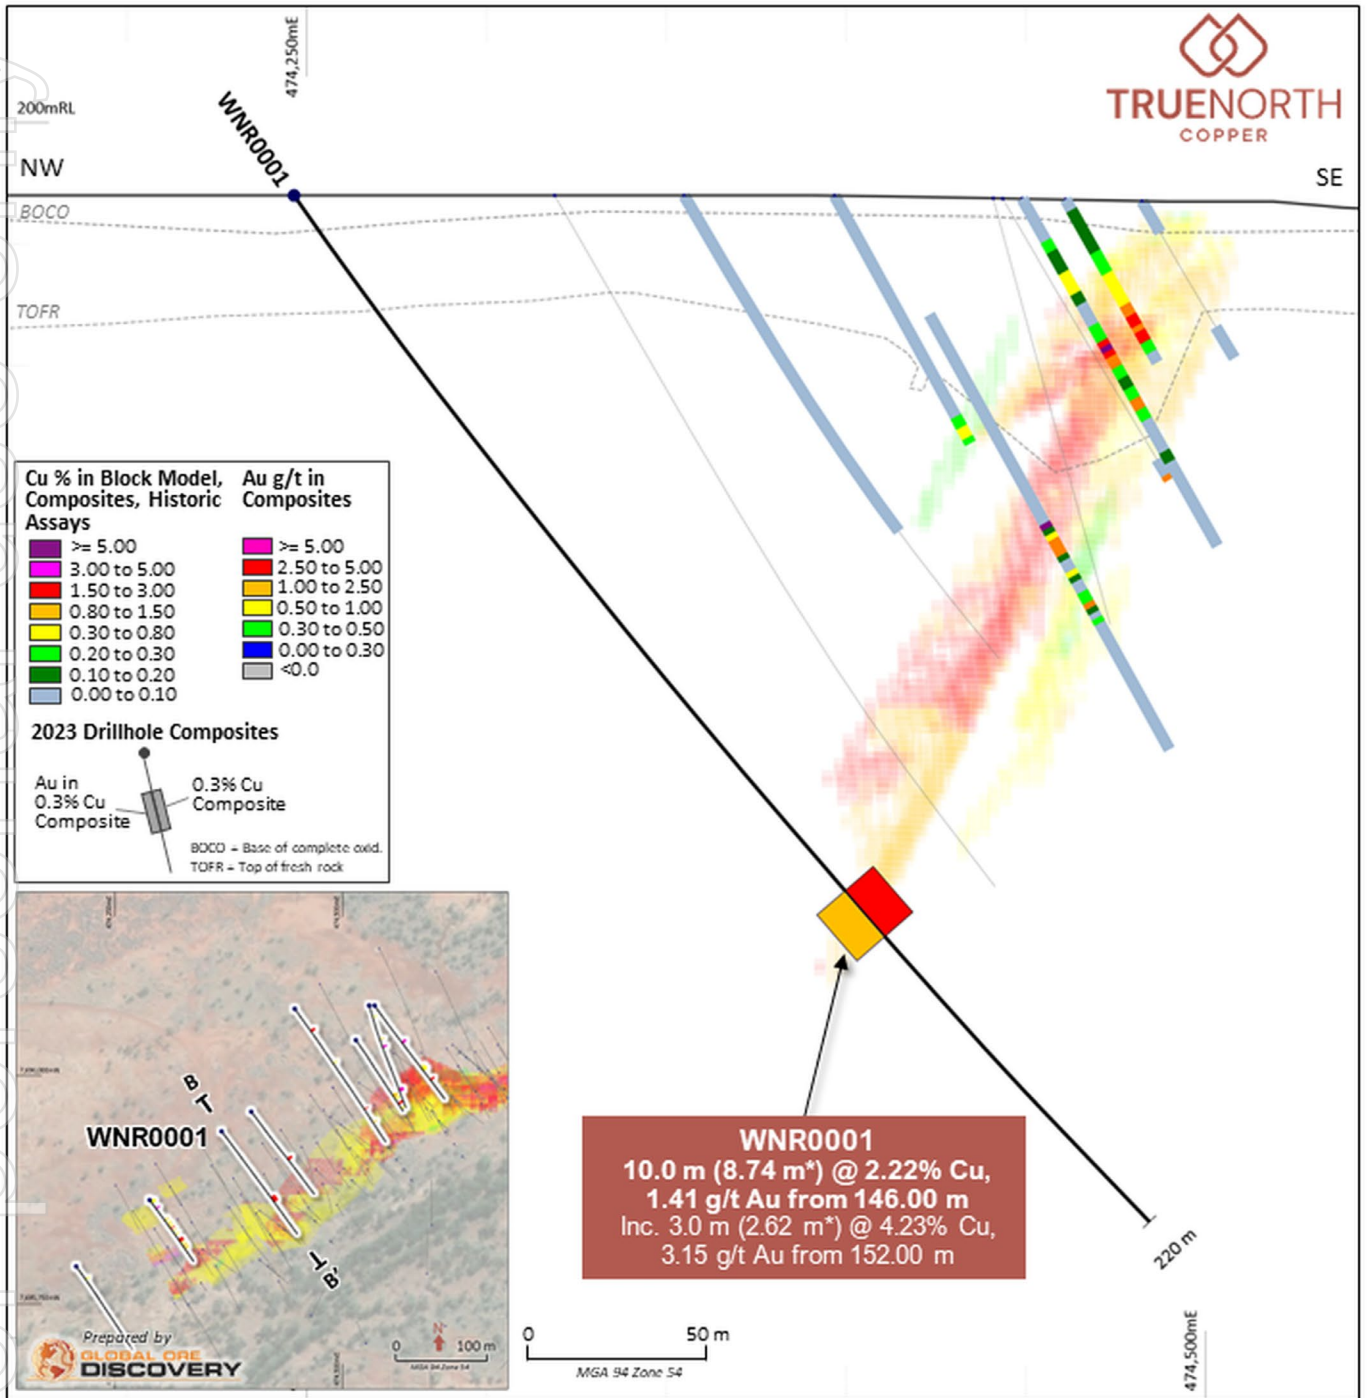 474,250mE
TRUENORTH
COPPER
200mRL
WNR0001
NW
SE
BOCO
TOFR
Cu % in Block Model,
Composites, Historic
Assays
>= 5.00
3.00 to 5.00
1.50 to 3.00
0.80 to 1.50
0.30 to 0.80
0.20 to 0.30
0.10 to 0.20
0.00 to 0.10
Au g/t in
Composites
>= 5.00
2.50 to 5.00
1.00 to 2.50
0.50 to 1.00
0.30 to 0.50
0.00 to 0.30
<0.0
2023 Drillhole Composites
Au in
0.3% Cu
Composite
0.3% Cu
Composite
BOCO = Base of complete oxid.
TOFR = Top of fresh rock
B
WNR0001
B'
Prepared by
GLOBAL ORE
DISCOVERY
N
0 100 m
MGA 94 Zone 54
WNR0001
10.0 m (8.74 m*) @ 2.22% Cu,
1.41 g/t Au from 146.00 m
Inc. 3.0 m (2.62 m*) @ 4.23% Cu,
3.15 g/t Au from 152.00 m
220 m
0 50 m
MGA 94 Zone 54
474,500mE